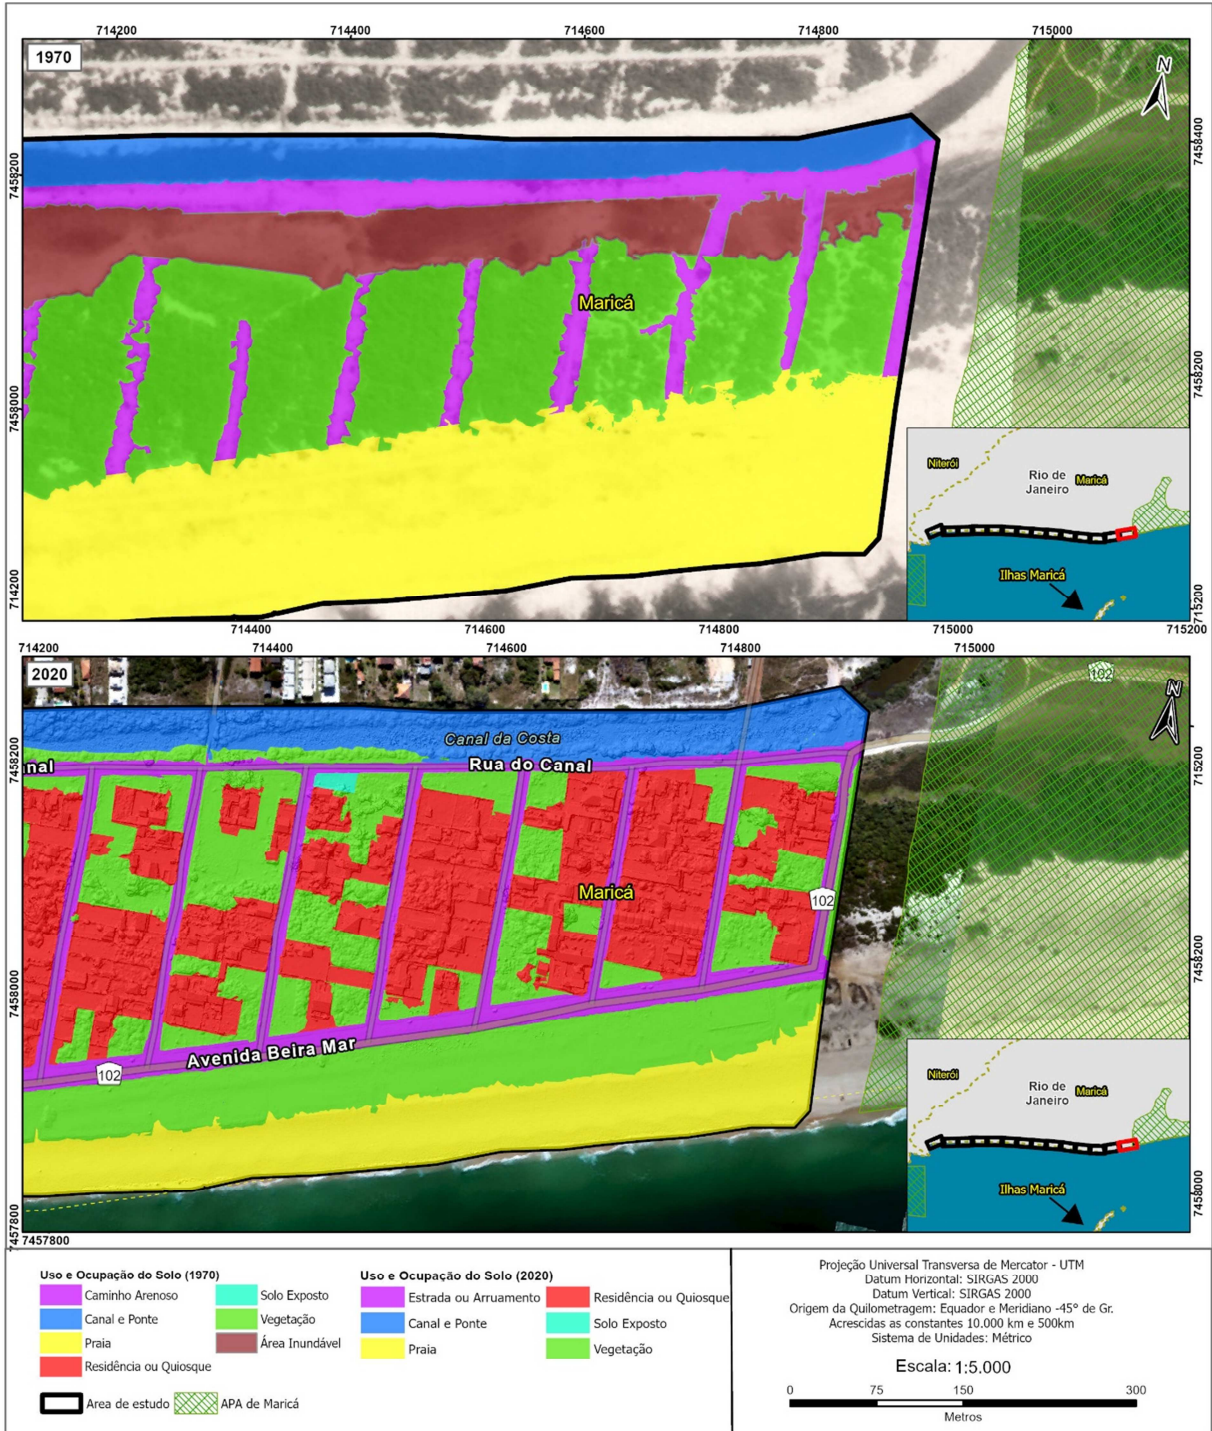 714200 714400 714600 714800 715000
1970
N
7458200
7458400
Maricá
7458000
7458200
Niterói
Rio de
Janeiro
Maricá
Ilhas Maricá
714200
715200
714400 714600 714800 715000 715200
714200 714400 714600 714800 715000
2020
102
N
Canal da Costa
7458200
715200
nal
Rua do Canal
Maricá
102
7458000
7458200
Avenida Beira Mar
102
Niterói
Rio de
Janeiro
Maricá
Ilhas Maricá
7457800
7458000
7457800
Uso e Ocupação do Solo (1970)
Caminho Arenoso
Canal e Ponte
Praia
Residência ou Quiosque
Solo Exposto
Vegetação
Área Inundável
Uso e Ocupação do Solo (2020)
Estrada ou Arruamento
Canal e Ponte
Praia
Residência ou Quiosque
Solo Exposto
Vegetação
Area de estudo
APA de Maricá
Projeção Universal Transversa de Mercator - UTM
Datum Horizontal: SIRGAS 2000
Datum Vertical: SIRGAS 2000
Origem da Quilometragem: Equador e Meridiano -45° de Gr.
Acrescidas as constantes 10.000 km e 500km
Sistema de Unidades: Métrico
Escala: 1:5.000
0 75 150 300
Metros